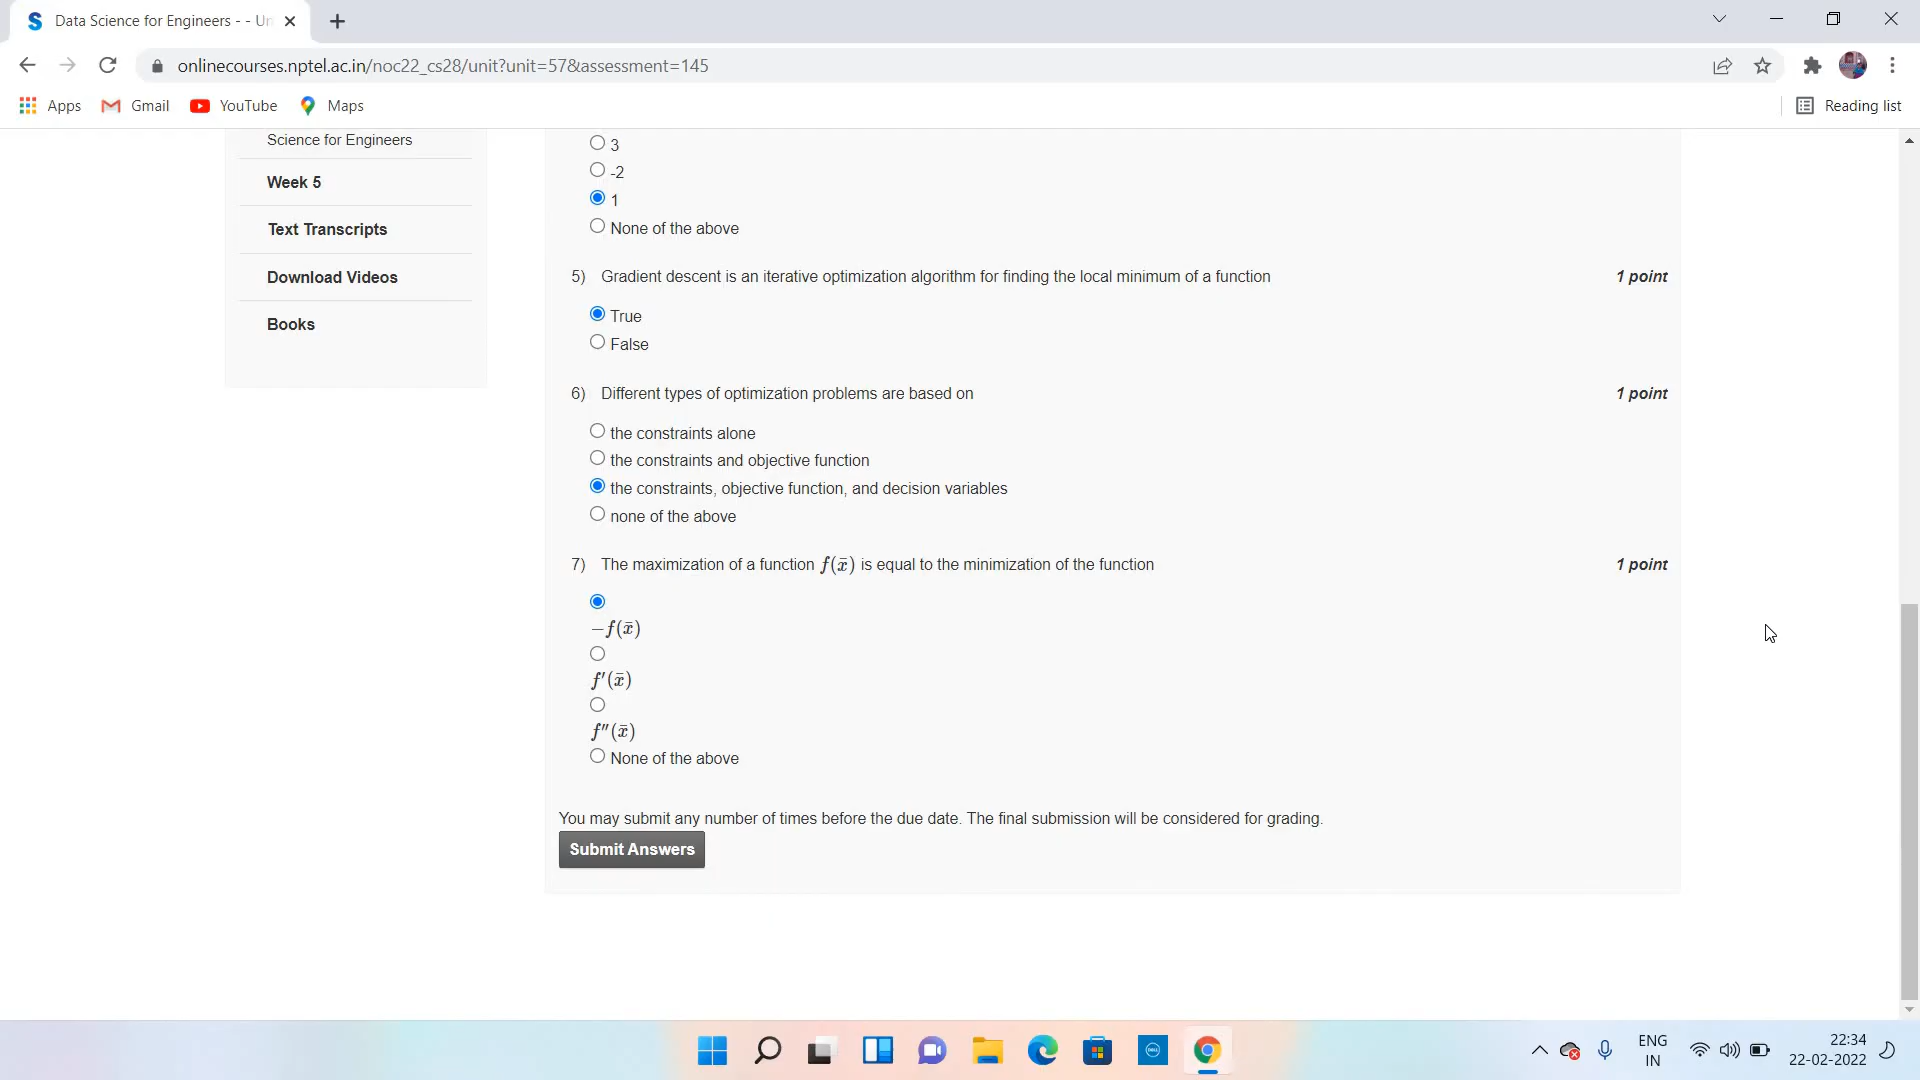 Data Science for Engineers - - Un
onlinecourses.nptel.ac.in/noc22_cs28/unit?unit=57&assessment=145
Apps Gmail YouTube Maps Reading list
Science for Engineers
Week 5
Text Transcripts
Download Videos
Books
3
-2
1
None of the above
5) Gradient descent is an iterative optimization algorithm for finding the local minimum of a function 1 point
True
False
6) Different types of optimization problems are based on 1 point
the constraints alone
the constraints and objective function
the constraints, objective function, and decision variables
none of the above
7) The maximization of a function f(x̄) is equal to the minimization of the function 1 point
−f(x̄)
f′(x̄)
f″(x̄)
None of the above
You may submit any number of times before the due date. The final submission will be considered for grading.
Submit Answers
ENG
IN
22:34
22-02-2022